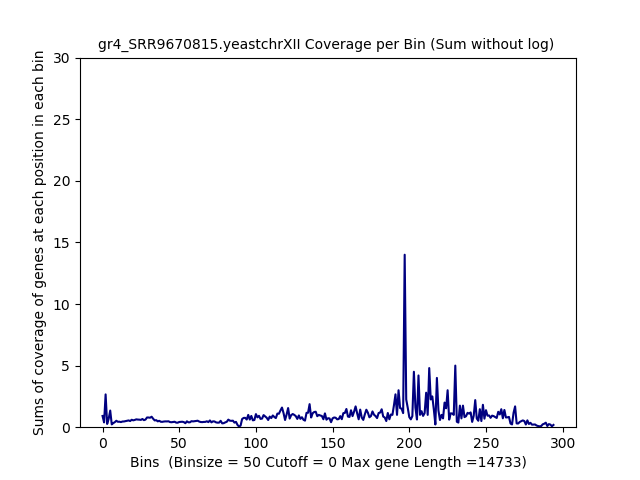 gr4_SRR9670815.yeastchrXII Coverage per Bin (Sum without log)
Sums of coverage of genes at each position in each bin
30
25
20
15
10
5
0
0 50 100 150 200 250 300
Bins  (Binsize = 50 Cutoff = 0 Max gene Length =14733)